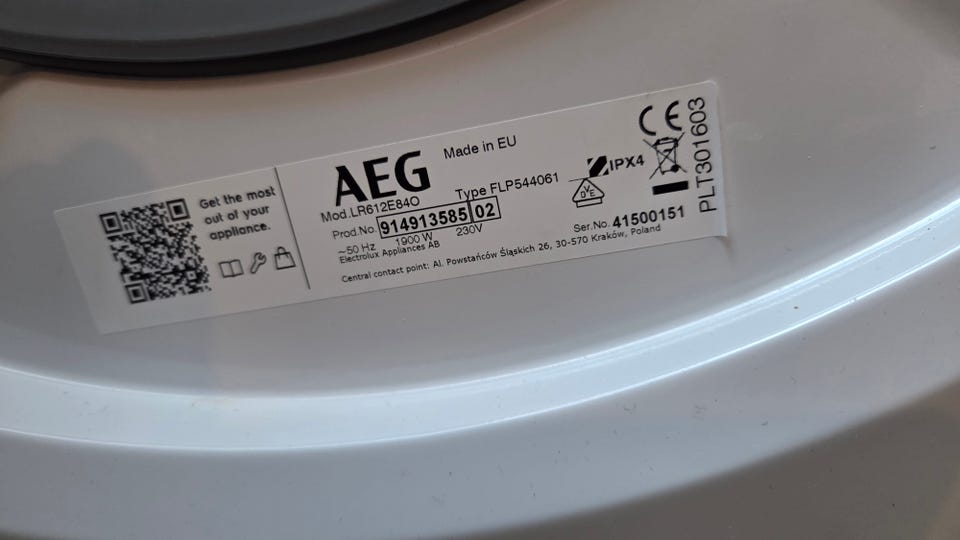 Get the most
out of your
appliance.
AEG
Made in EU
Mod.LR612E84O
Type FLP544061
Prod.No. 914913585 02
~50 Hz 1900 W 230V
Electrolux Appliances AB
Central contact point: Al. Powstańców Śląskich 26, 30-570 Kraków, Poland
DVE
IPX4
CE
Ser.No. 41500151
PLT301603